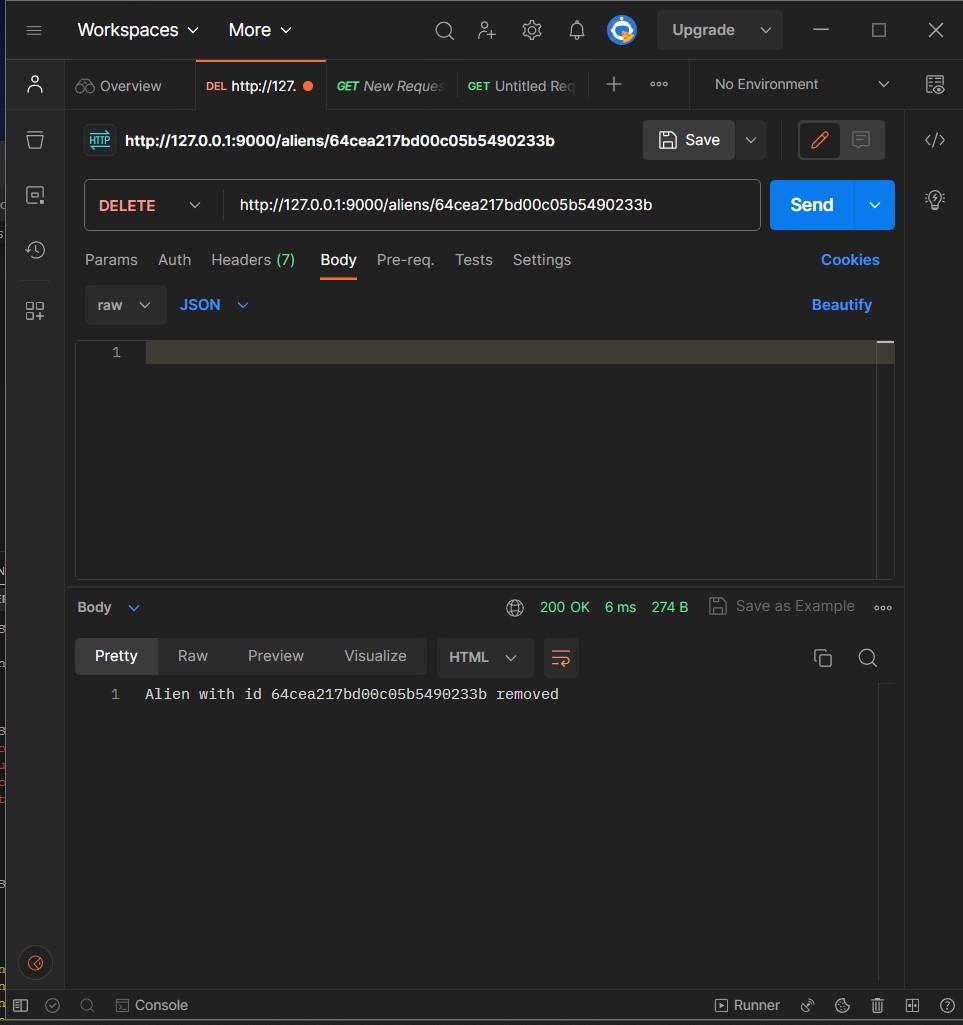 Workspaces More Upgrade
Overview DEL http://127. GET New Reques GET Untitled Req No Environment
HTTP http://127.0.0.1:9000/aliens/64cea217bd00c05b5490233b Save
DELETE http://127.0.0.1:9000/aliens/64cea217bd00c05b5490233b Send
Params Auth Headers (7) Body Pre-req. Tests Settings Cookies
raw JSON Beautify
1
Body 200 OK 6 ms 274 B Save as Example
Pretty Raw Preview Visualize HTML
1 Alien with id 64cea217bd00c05b5490233b removed
Console Runner